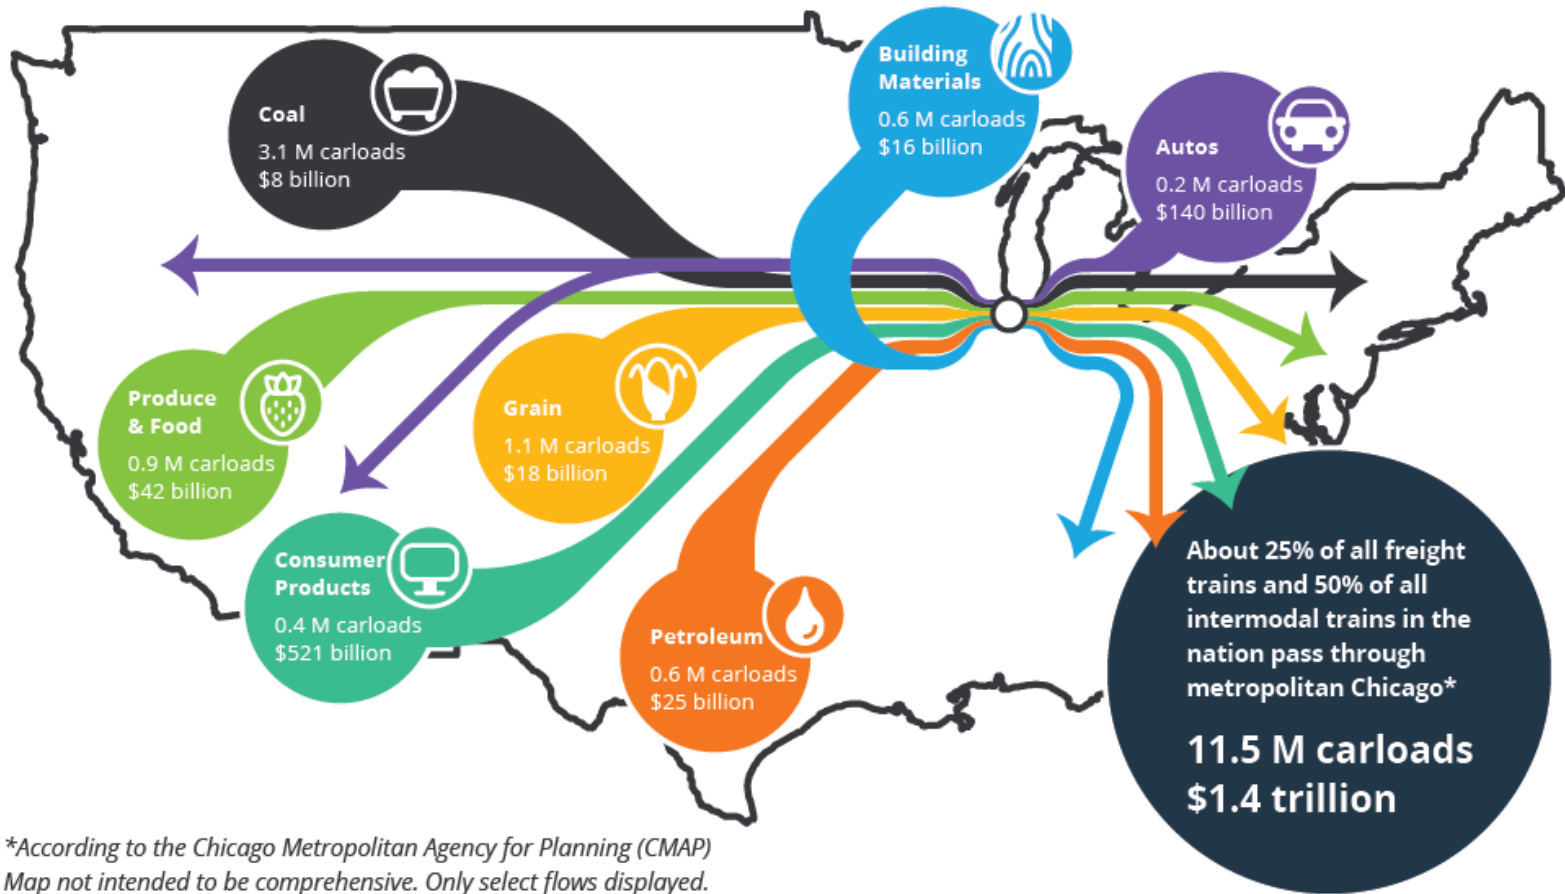 Coal
3.1 M carloads
$8 billion
Building
Materials
0.6 M carloads
$16 billion
Autos
0.2 M carloads
$140 billion
Produce
& Food
0.9 M carloads
$42 billion
Grain
1.1 M carloads
$18 billion
Consumer
Products
0.4 M carloads
$521 billion
Petroleum
0.6 M carloads
$25 billion
About 25% of all freight
trains and 50% of all
intermodal trains in the
nation pass through
metropolitan Chicago*
11.5 M carloads
$1.4 trillion
*According to the Chicago Metropolitan Agency for Planning (CMAP)
Map not intended to be comprehensive. Only select flows displayed.